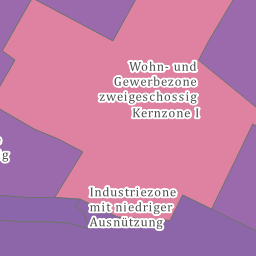 Wohn- und
Gewerbezone
zweigeschossig
Kernzone I
Industriezone
mit niedriger
Ausnützung